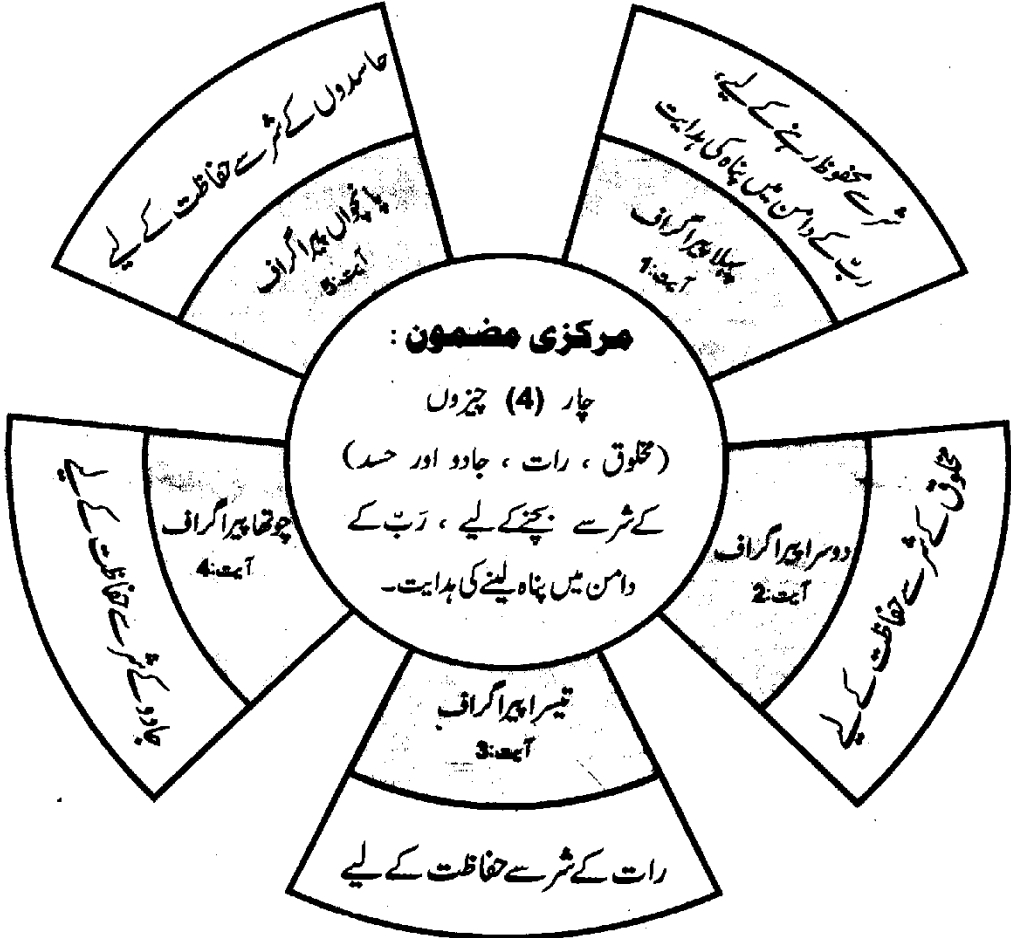 مرکزی مضمون :
چار (4) چیزوں
(مخلوق ، رات ، جادو اور حسد)
کے شر سے بچنے کے لیے ، رَبّ کے
دامن میں پناہ لینے کی ہدایت۔
شر سے محفوظ رہنے کے لیے،
ربّ کے دامن میں پناہ کی ہدایت
پہلا پیراگراف
آیت:1
مخلوق کے شر سے حفاظت کے لیے
دوسرا پیراگراف
آیت:2
تیسرا پیراگراف
آیت:3
رات کے شر سے حفاظت کے لیے
چوتھا پیراگراف
آیت:4
جادو کے شر سے حفاظت کے لیے
حاسدوں کے شر سے حفاظت کے لیے
پانچواں پیراگراف
آیت:5